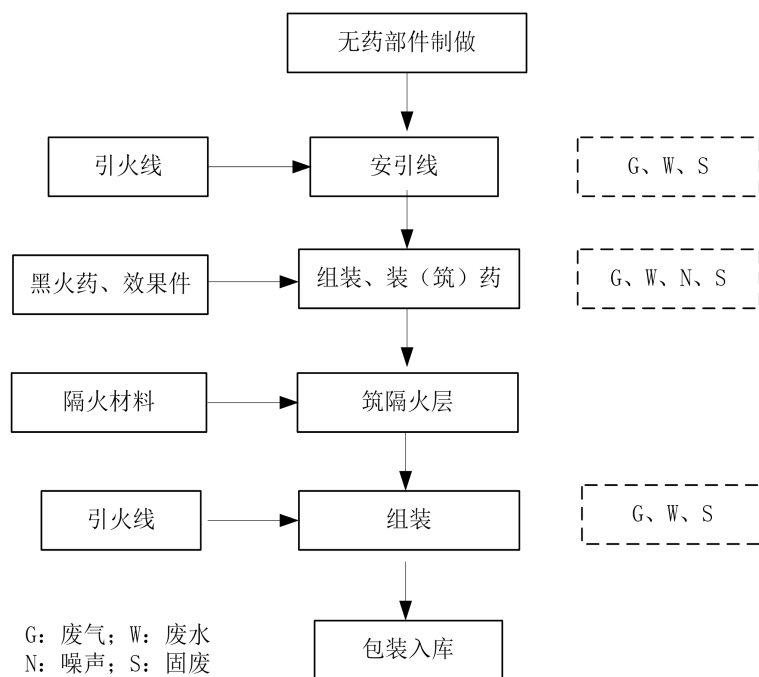 无药部件制做
引火线
安引线
G、W、S
黑火药、效果件
组装、装（筑）药
G、W、N、S
隔火材料
筑隔火层
引火线
组装
G、W、S
G：废气；W：废水
N：噪声；S：固废
包装入库